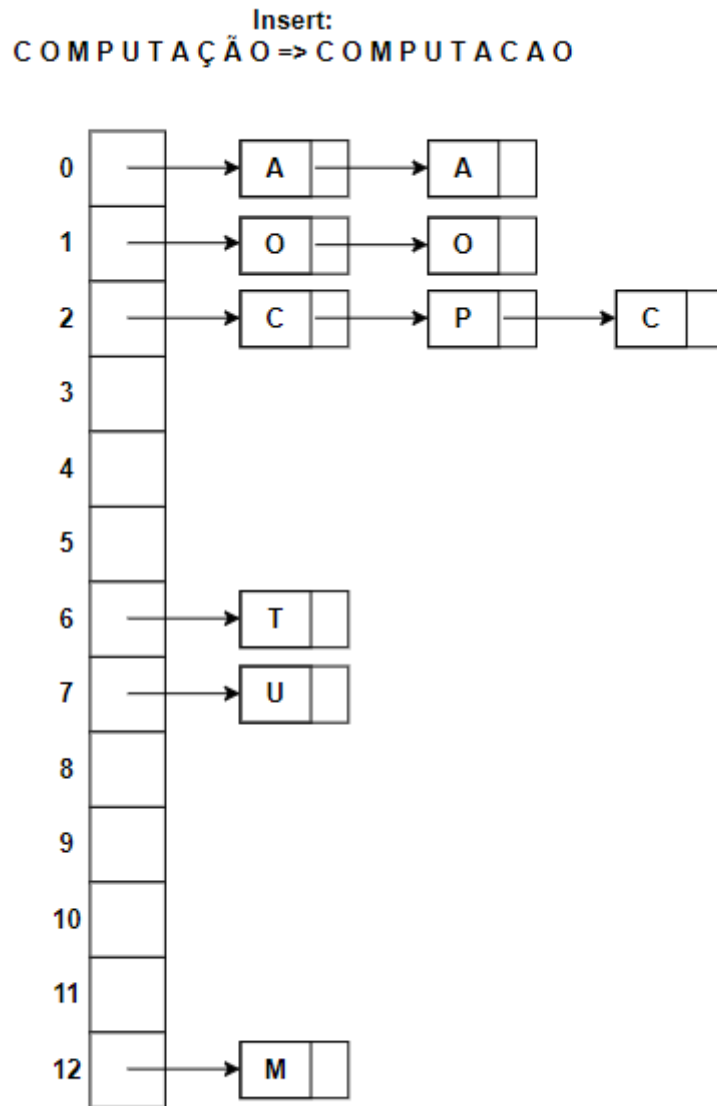 Insert:
C O M P U T A Ç Ã O => C O M P U T A C A O
0 A A
1 O O
2 C P C
3
4
5
6 T
7 U
8
9
10
11
12 M